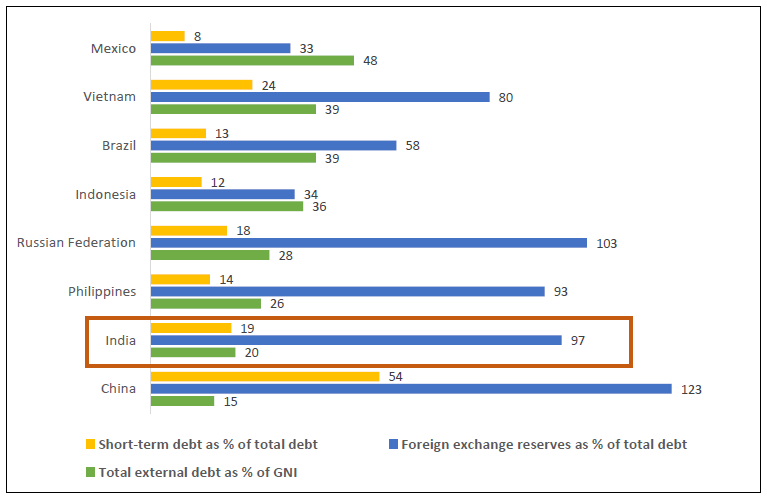 8
Mexico
33
48
24
Vietnam
80
39
13
Brazil
58
39
12
Indonesia
34
36
18
Russian Federation
103
28
14
Philippines
93
26
19
India
97
20
54
China
123
15
Short-term debt as % of total debt
Foreign exchange reserves as % of total debt
Total external debt as % of GNI